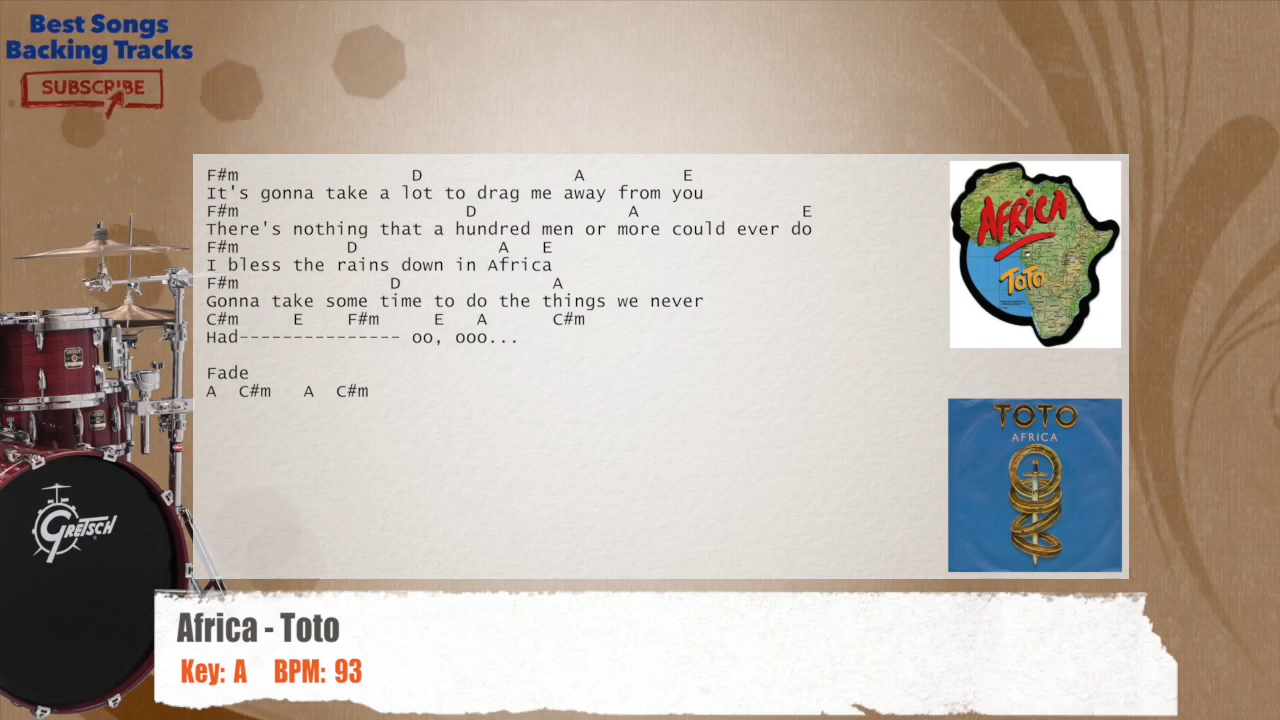 Best Songs
Backing Tracks
SUBSCRIBE
F#m D A E
It's gonna take a lot to drag me away from you
F#m D A E
There's nothing that a hundred men or more could ever do
F#m D A E
I bless the rains down in Africa
F#m D A
Gonna take some time to do the things we never
C#m E F#m E A C#m
Had--------------- oo, ooo...
Fade
A C#m A C#m
AFRICA
TOTO
TOTO
AFRICA
GRETSCH
Africa - Toto
Key: A BPM: 93